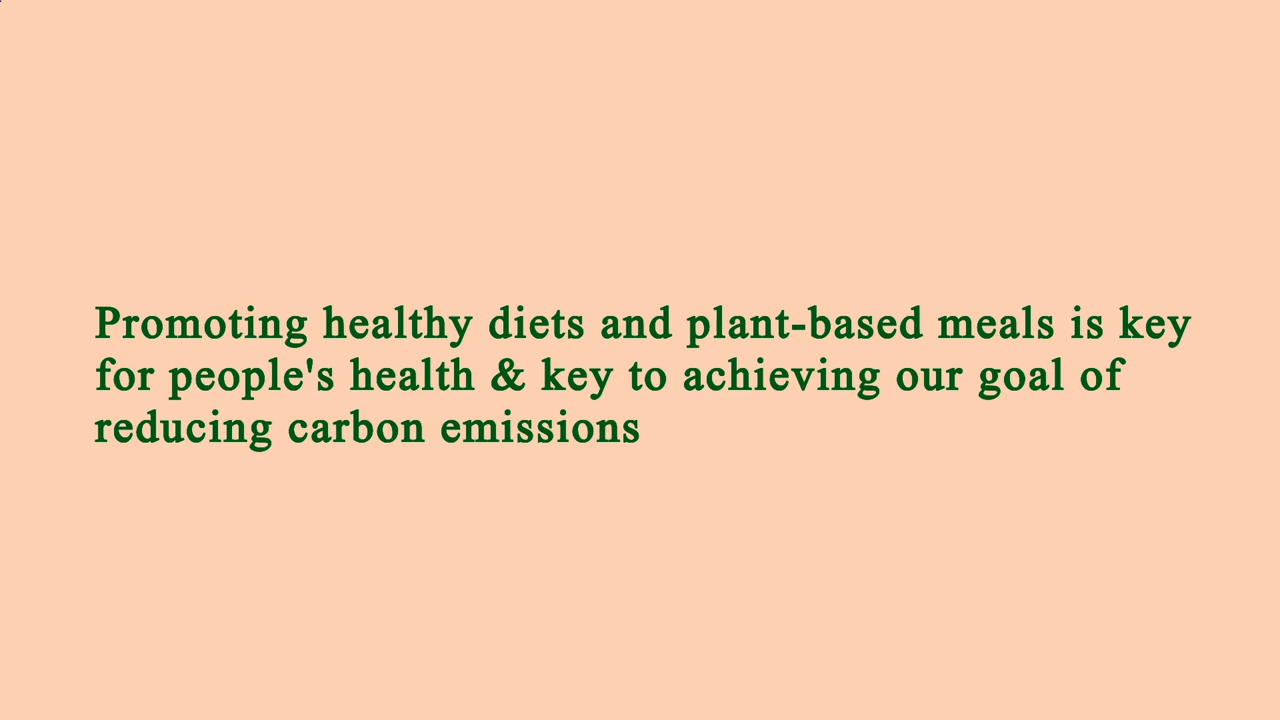 Promoting healthy diets and plant-based meals is key
for people's health & key to achieving our goal of
reducing carbon emissions